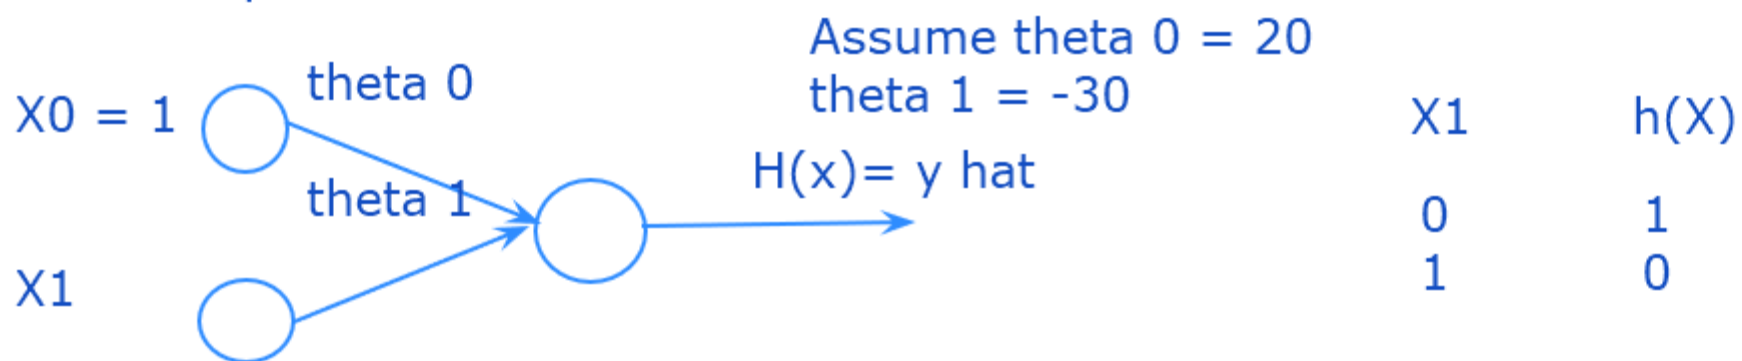 Assume theta 0 = 20
theta 1 = -30
theta 0
X0 = 1
X1 h(X)
H(x)= y hat
theta 1
0 1
1 0
X1